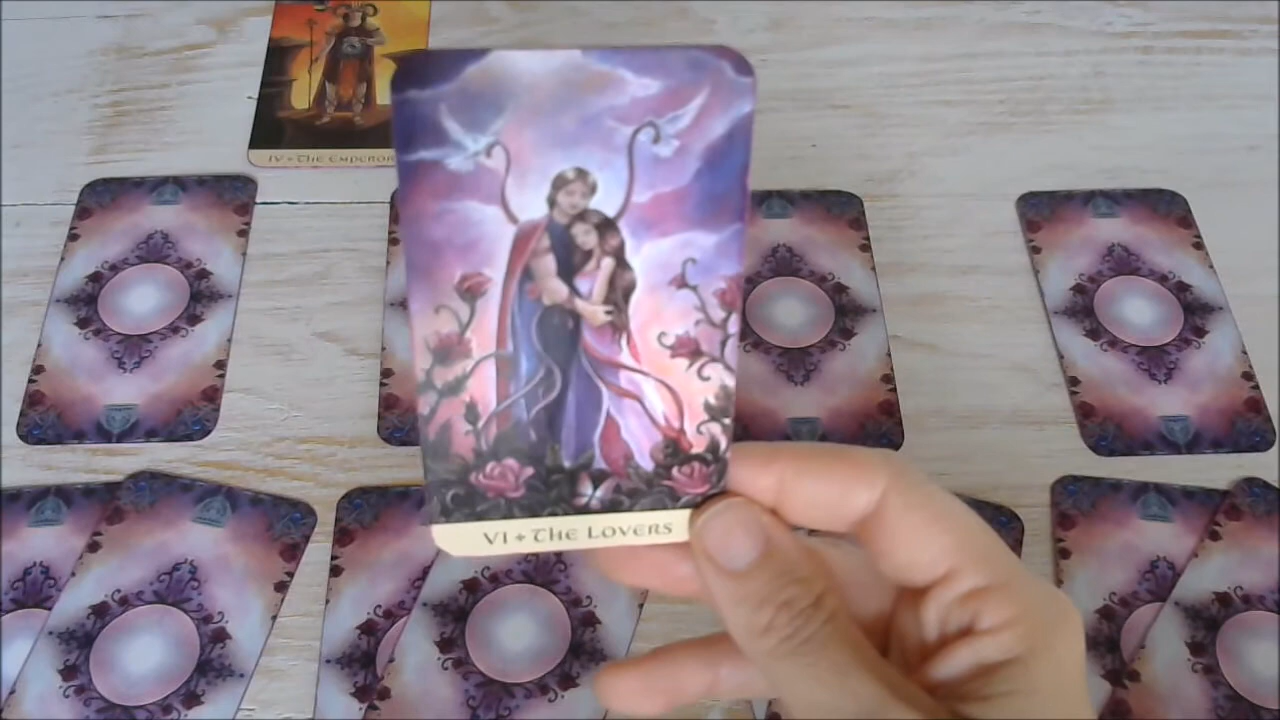 IV + THE EMPEROR
VI + THE LOVERS